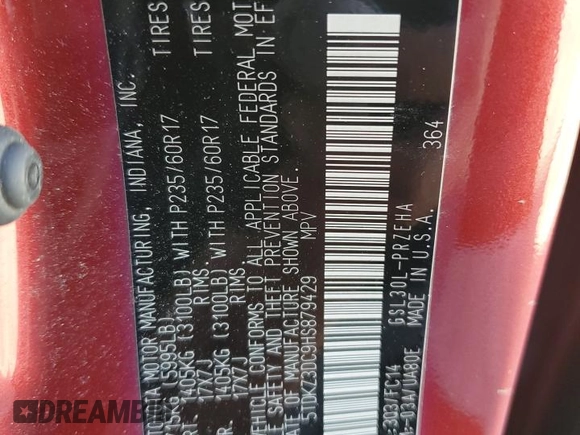 MOTOR MANUFACTURING, INDIANA, INC.
(5995LB)
1405KG (3100LB) WITH P235/60R17 TIRES
17X7J RIMS
1405KG (3100LB) WITH P235/60R17 TIRES
17X7J RIMS
VEHICLE CONFORMS TO ALL APPLICABLE FEDERAL MOT
SAFETY AND THEFT PREVENTION STANDARDS IN EF
OF MANUFACTURE SHOWN ABOVE.
5TDKZ3DC9HS879429 MPV
364
GSL30L-PRZEHA
MADE IN U.S.A.
DREAMBI